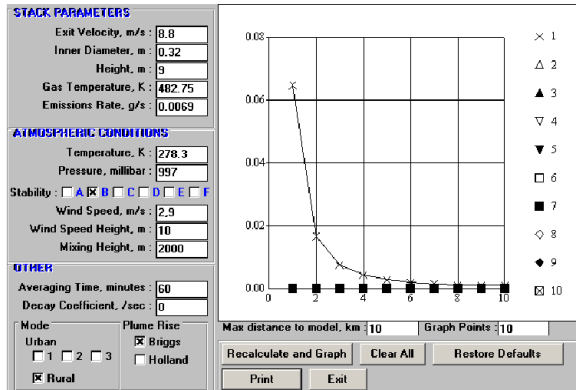 STACK PARAMETERS
Exit Velocity, m/s : 8.8
Inner Diameter, m : 0.32
Height, m : 9
Gas Temperature, K : 482.75
Emissions Rate, g/s : 0.0069
ATMOSPHERIC CONDITIONS
Temperature, K : 278.3
Pressure, millibar : 997
Stability : A B C D E F
Wind Speed, m/s : 2.9
Wind Speed Height, m : 10
Mixing Height, m : 2000
OTHER
Averaging Time, minutes : 60
Decay Coefficient, /sec : 0
Mode
Urban
1 2 3
Rural
Plume Rise
Briggs
Holland
0.08
0.06
0.04
0.02
0.00
0 2 4 6 8 10
1
2
3
4
5
6
7
8
9
10
Max distance to model, km : 10 Graph Points : 10
Recalculate and Graph Clear All Restore Defaults
Print Exit